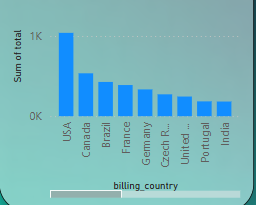 1K
Sum of total
0K
USA
Canada
Brazil
France
Germany
Czech R...
United ...
Portugal
India
billing_country